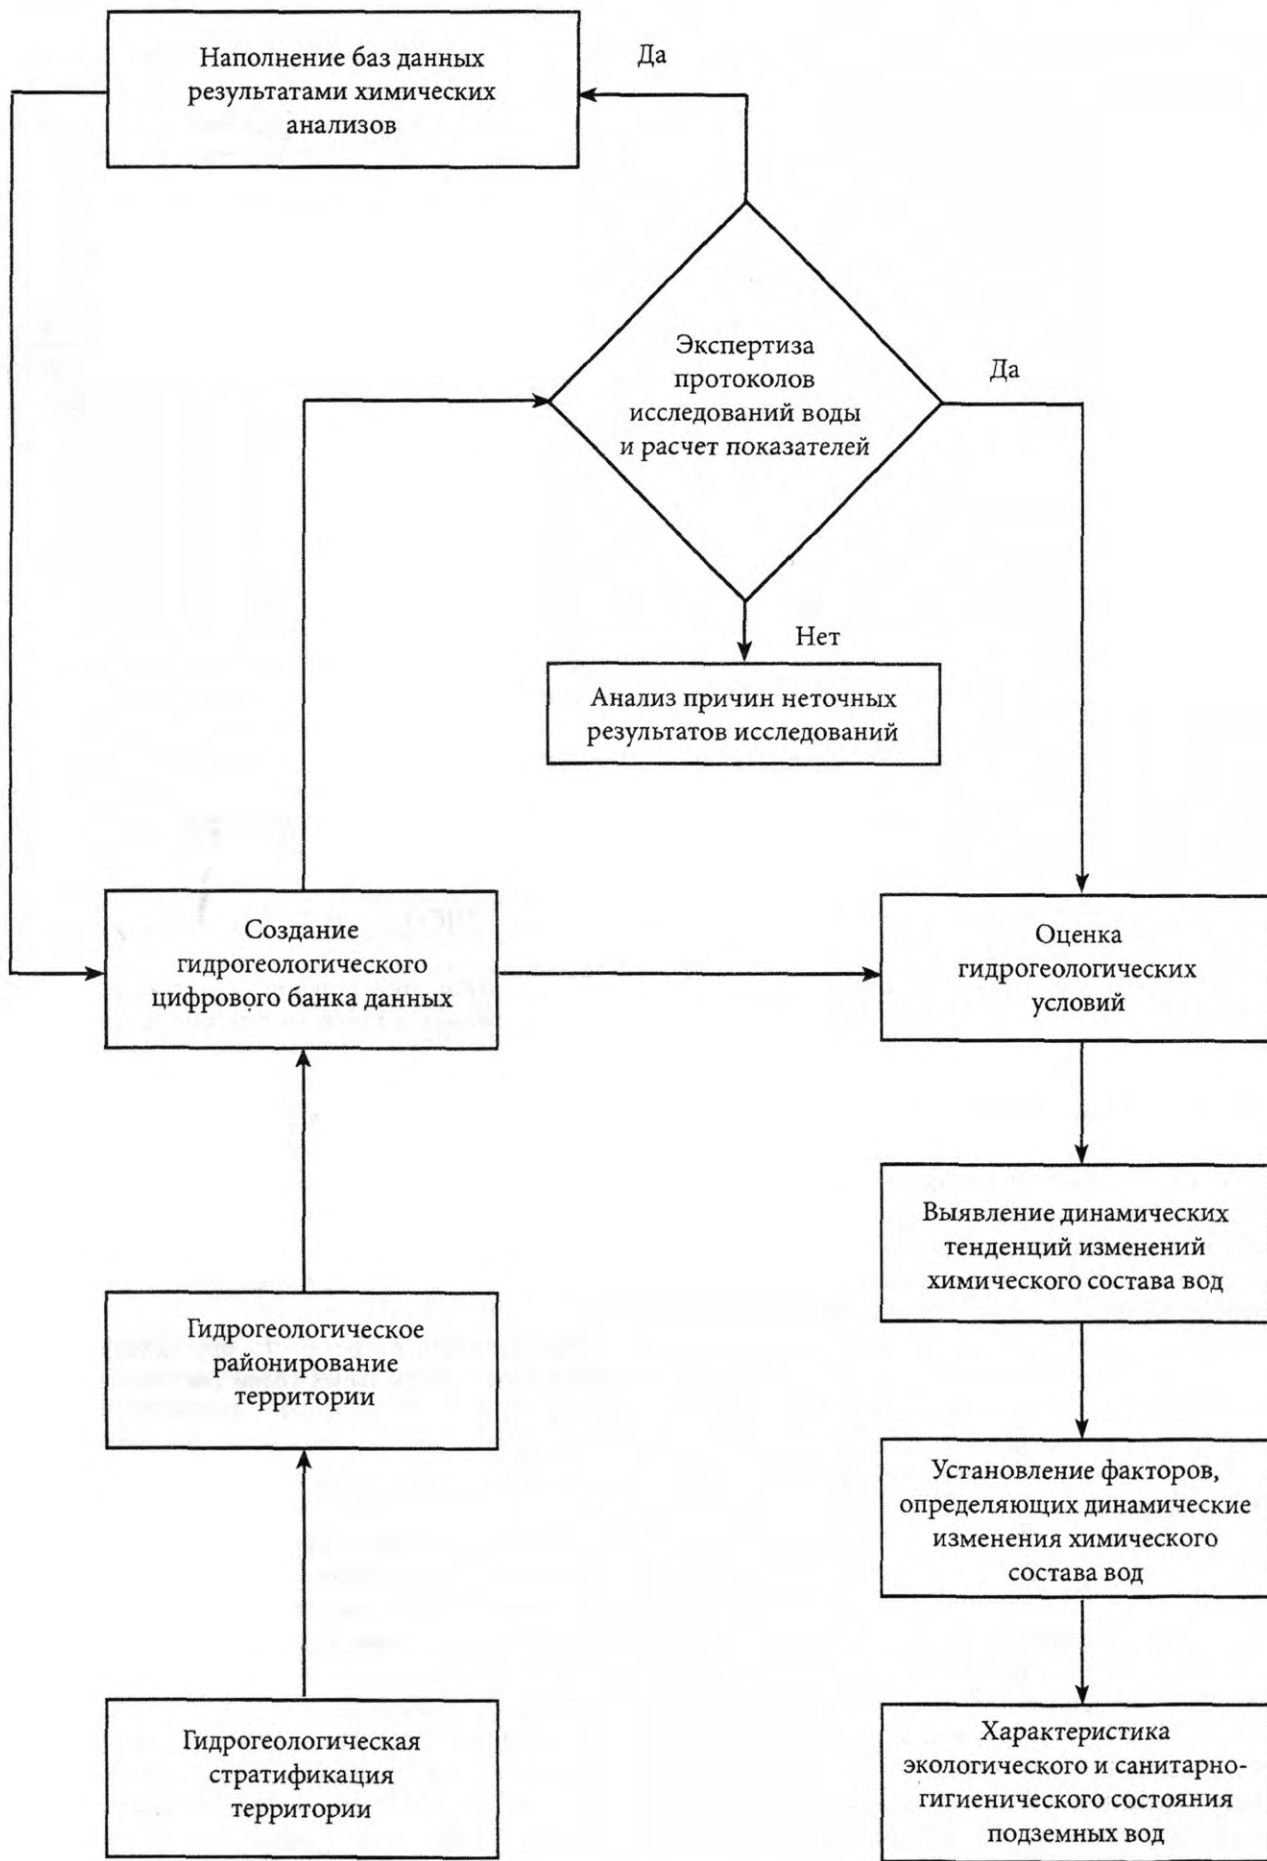 Наполнение баз данных
результатами химических
анализов
Да
Экспертиза
протоколов
исследований воды
и расчет показателей
Да
Нет
Анализ причин неточных
результатов исследований
Создание
гидрогеологического
цифрового банка данных
Оценка
гидрогеологических
условий
Выявление динамических
тенденций изменений
химического состава вод
Гидрогеологическое
районирование
территории
Установление факторов,
определяющих динамические
изменения химического
состава вод
Гидрогеологическая
стратификация
территории
Характеристика
экологического и санитарно-
гигиенического состояния
подземных вод